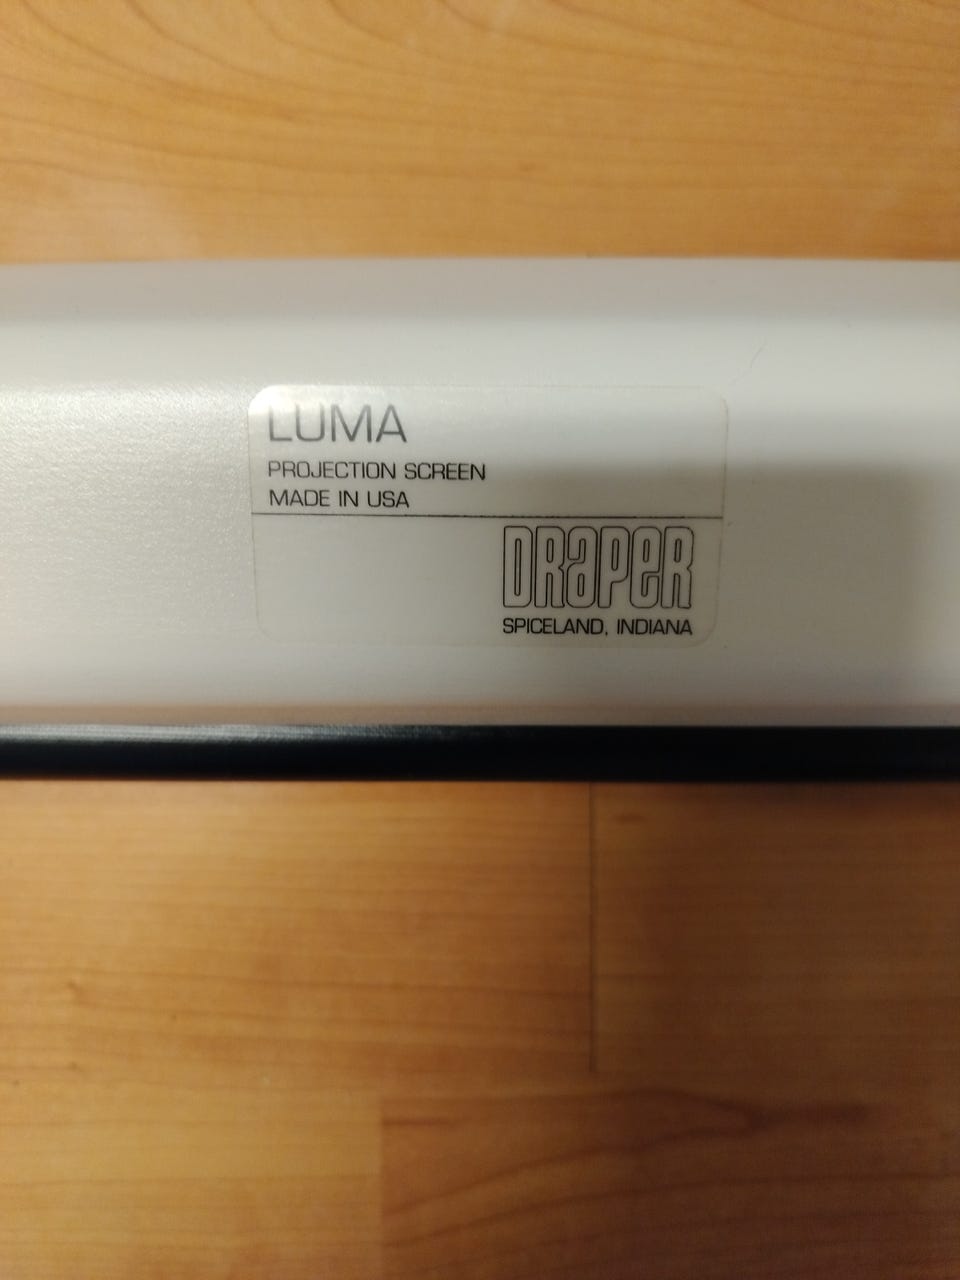 LUMA
PROJECTION SCREEN
MADE IN USA
DRAPER
SPICELAND, INDIANA